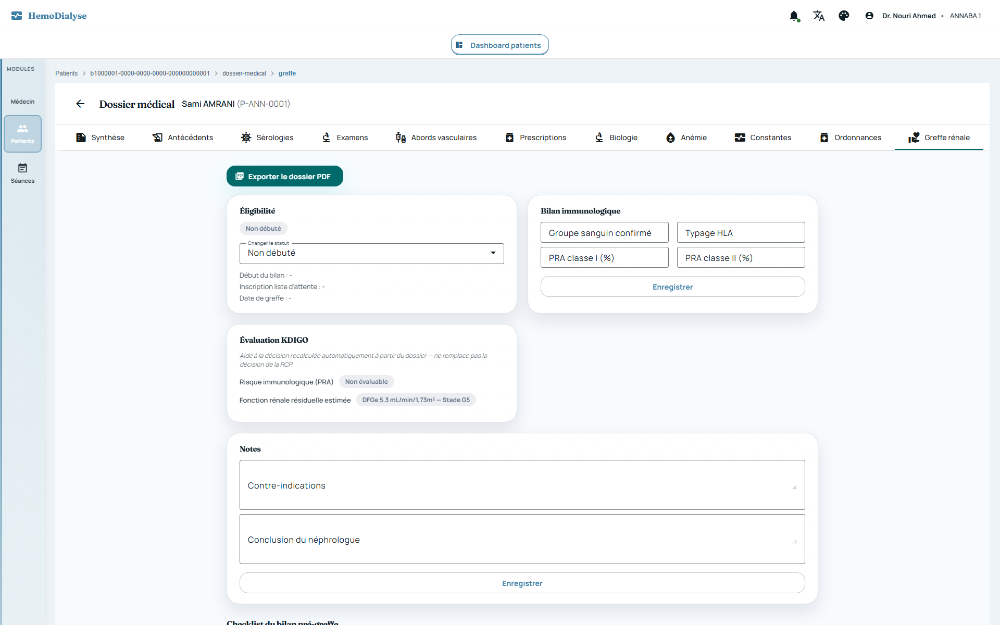 HemoDialyse
Dr. Nouri Ahmed • ANNABA 1
Dashboard patients
MODULES
Médecin
Patients
Séances
Patients > b1000001-0000-0000-0000-000000000001 > dossier-medical > greffe
Dossier médical Sami AMRANI (P-ANN-0001)
Synthèse Antécédents Sérologies Examens Abords vasculaires Prescriptions Biologie Anémie Constantes Ordonnances Greffe rénale
Exporter le dossier PDF
Éligibilité
Non débuté
Changer le statut
Non débuté
Début du bilan : -
Inscription liste d'attente : -
Date de greffe : -
Bilan immunologique
Groupe sanguin confirmé
Typage HLA
PRA classe I (%)
PRA classe II (%)
Enregistrer
Évaluation KDIGO
Aide à la décision recalculée automatiquement à partir du dossier — ne remplace pas la
décision de la RCP.
Risque immunologique (PRA) Non évaluable
Fonction rénale résiduelle estimée DFGe 5.3 mL/min/1,73m² — Stade G5
Notes
Contre-indications
Conclusion du néphrologue
Enregistrer
Checklist du bilan pré-greffe